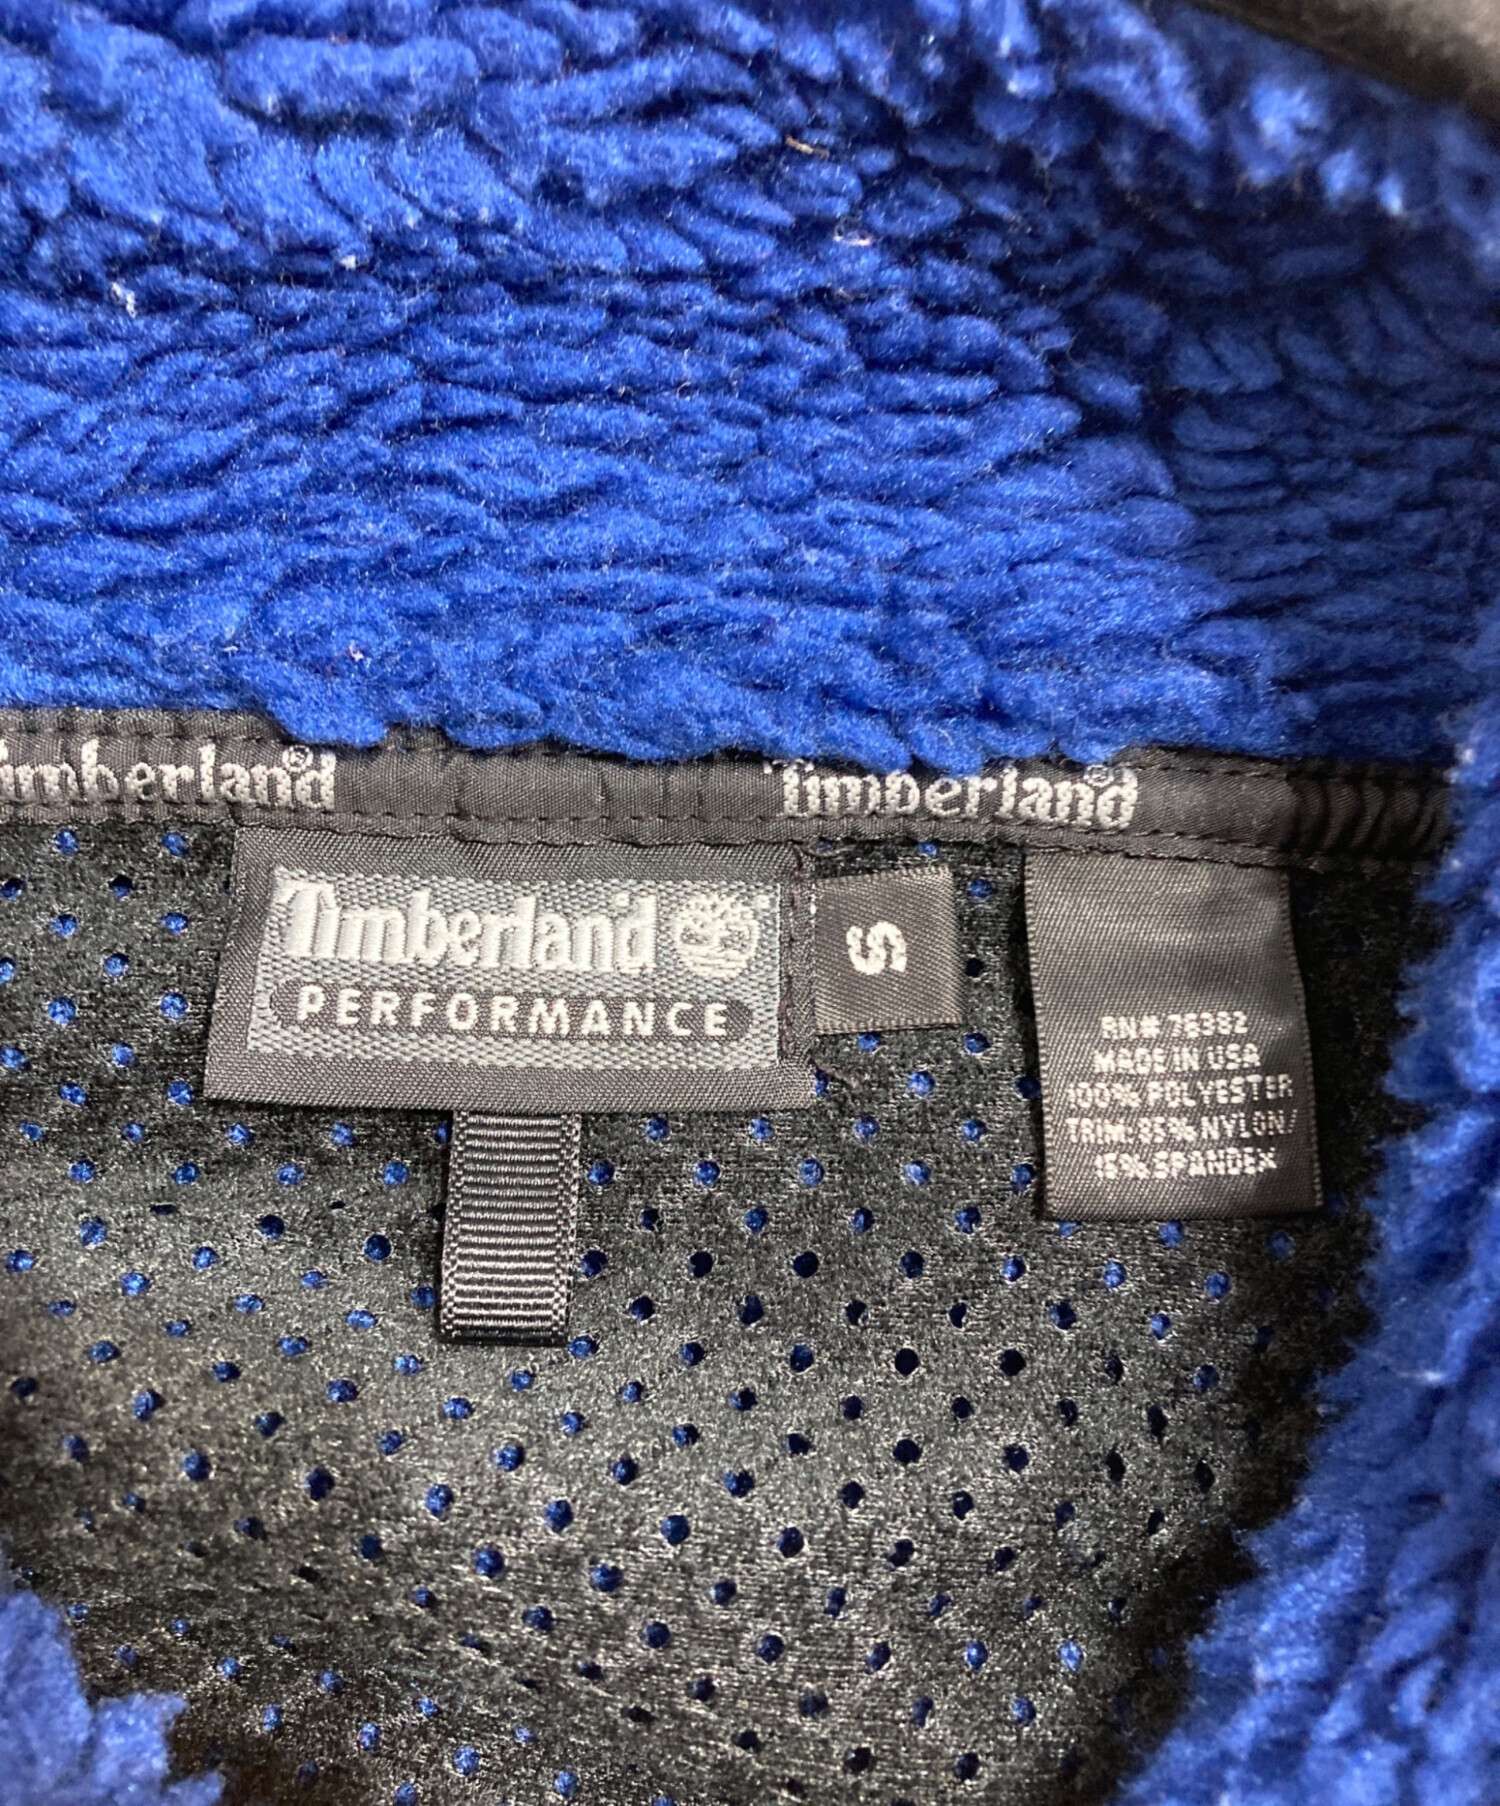 Timberland®
Timberland®
Timberland
PERFORMANCE
S
RN# 76382
MADE IN USA
100% POLYESTER
TRIM: 85% NYLON/
15% SPANDEX